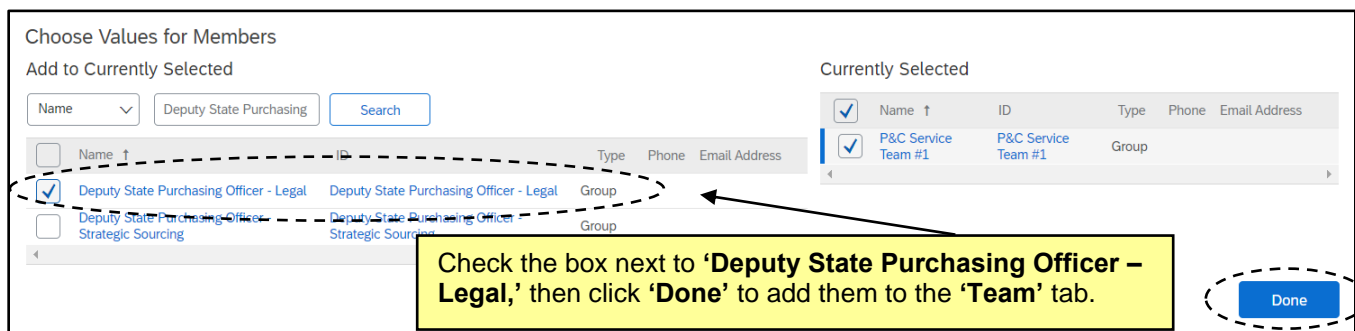 Choose Values for Members
Add to Currently Selected
Name
Deputy State Purchasing
Search
Name ↑
ID
Type
Phone
Email Address
Deputy State Purchasing Officer - Legal
Deputy State Purchasing Officer - Legal
Group
Deputy State Purchasing Officer -
Strategic Sourcing
Deputy State Purchasing Officer -
Strategic Sourcing
Group
Currently Selected
Name ↑
ID
Type
Phone
Email Address
P&C Service
Team #1
P&C Service
Team #1
Group
Check the box next to ‘Deputy State Purchasing Officer –
Legal,’ then click ‘Done’ to add them to the ‘Team’ tab.
Done